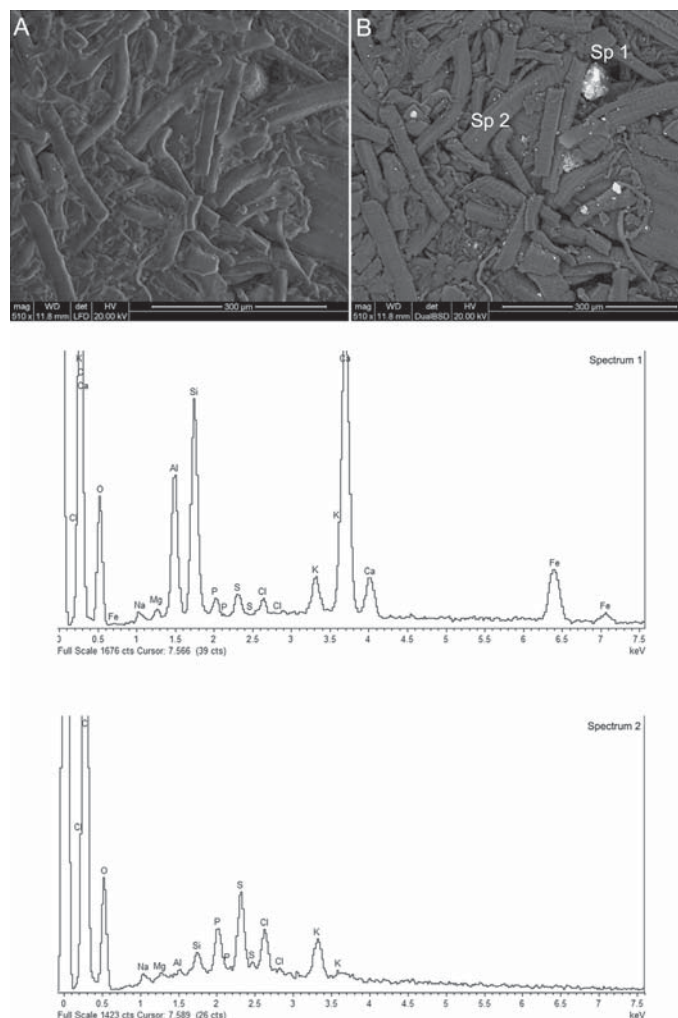 A
B
Sp 1
Sp 2
mag WD det HV 300 µm
510 x 11.8 mm LFD 20.00 kV
mag WD det HV 300 µm
510 x 11.8 mm DualBSD 20.00 kV
Spectrum 1
K
C
Ca
Cl
O
Fe
Na
Mg
Al
Si
P
P
S
S
Cl
Cl
K
K
Ca
Ca
Fe
Fe
0 0.5 1 1.5 2 2.5 3 3.5 4 4.5 5 5.5 6 6.5 7 7.5
Full Scale 1676 cts Cursor: 7.566 (39 cts) keV
Spectrum 2
C
Cl
O
Na
Mg
Al
Si
P
P
S
S
Cl
Cl
K
K
0 0.5 1 1.5 2 2.5 3 3.5 4 4.5 5 5.5 6 6.5 7 7.5
Full Scale 1423 cts Cursor: 7.589 (26 cts) keV